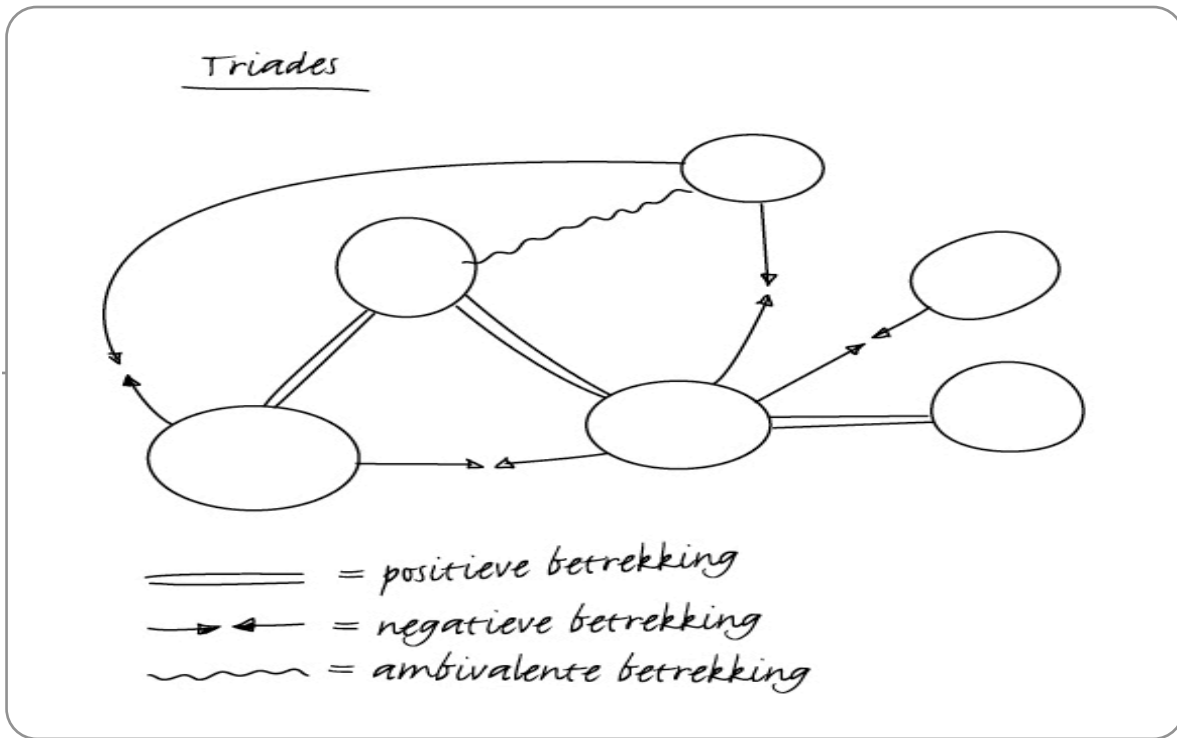 Triades
= positieve betrekking
= negatieve betrekking
= ambivalente betrekking